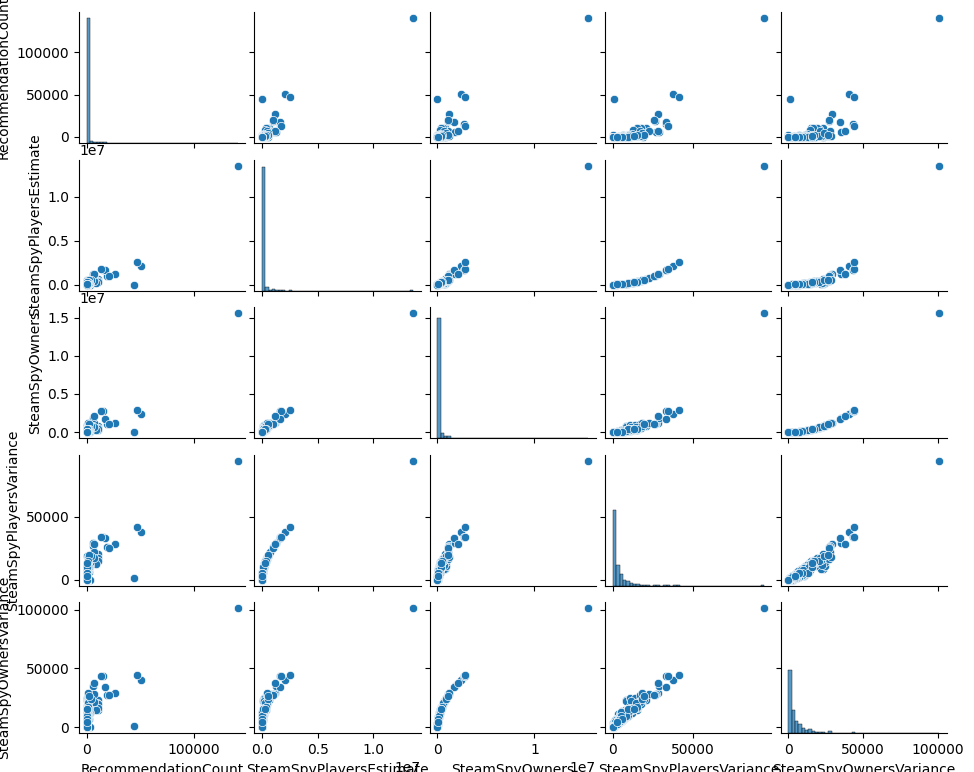 RecommendationCount
100000
50000
0
1e7
SteamSpyPlayersEstimate
1.0
0.5
0.0
1e7
SteamSpyOwners
1.5
1.0
0.5
0.0
SteamSpyPlayersVariance
50000
0
SteamSpyOwnersVariance
100000
50000
0
0 100000 0.0 0.5 1.0 0 1 0 50000 0 50000 100000
1e7 1e7
RecommendationCount SteamSpyPlayersEstimate SteamSpyOwners SteamSpyPlayersVariance SteamSpyOwnersVariance